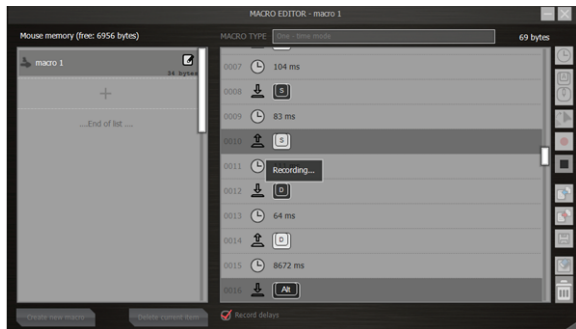 MACRO EDITOR - macro 1
Mouse memory (free: 6956 bytes)
MACRO TYPE One - time mode 69 bytes
macro 1
bytes
....End of list ....
0007 104 ms
0008 S
0009 83 ms
0010 S
0011
Recording...
0012 D
0013 64 ms
0014 D
0015 8672 ms
0016 Alt
Create new macro Delete current item Record delays